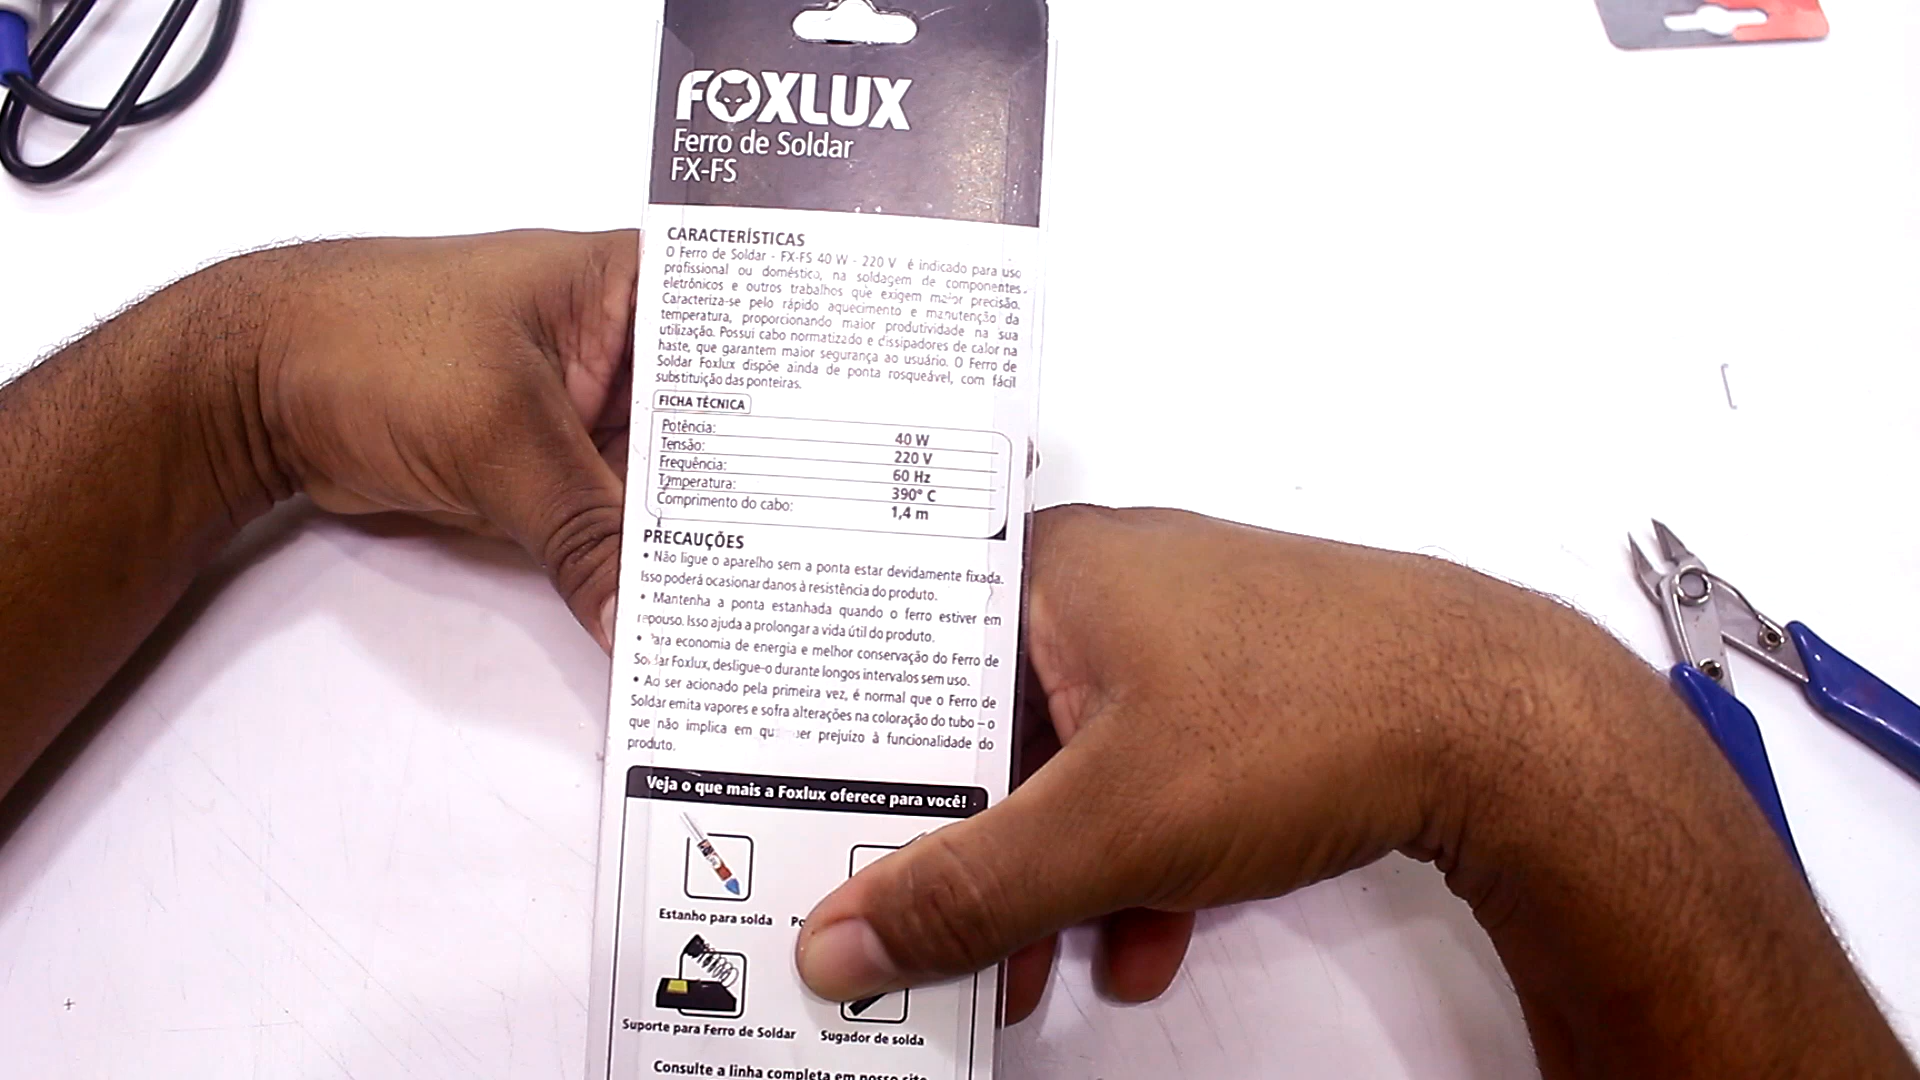 FOXLUX
Ferro de Soldar
FX-FS
CARACTERÍSTICAS
O Ferro de Soldar - FX-FS 40 W - 220 V é indicado para uso
profissional ou doméstico, na soldagem de componentes
eletrônicos e outros trabalhos que exigem maior precisão.
Caracteriza-se pelo rápido aquecimento e manutenção da
temperatura, proporcionando maior produtividade na sua
utilização. Possui cabo normatizado e dissipadores de calor na
haste, que garantem maior segurança ao usuário. O Ferro de
Soldar Foxlux dispõe ainda de ponta rosqueável, com fácil
substituição das ponteiras.
FICHA TÉCNICA
Potência: 40 W
Tensão: 220 V
Frequência: 60 Hz
Temperatura: 390° C
Comprimento do cabo: 1,4 m
PRECAUÇÕES
• Não ligue o aparelho sem a ponta estar devidamente fixada.
Isso poderá ocasionar danos à resistência do produto.
• Mantenha a ponta estanhada quando o ferro estiver em
repouso. Isso ajuda a prolongar a vida útil do produto.
• Para economia de energia e melhor conservação do Ferro de
Soldar Foxlux, desligue-o durante longos intervalos sem uso.
• Ao ser acionado pela primeira vez, é normal que o Ferro de
Soldar emita vapores e sofra alterações na coloração do tubo – o
que não implica em qualquer prejuizo à funcionalidade do
produto.
Veja o que mais a Foxlux oferece para você!
Estanho para solda
Suporte para Ferro de Soldar
Sugador de solda
Consulte a linha completa em nosso site